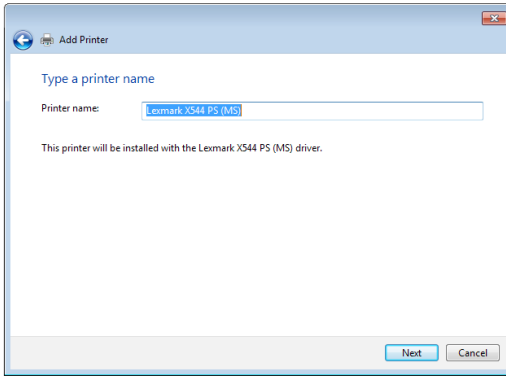 Add Printer
Type a printer name
Printer name: Lexmark X544 PS (MS)
This printer will be installed with the Lexmark X544 PS (MS) driver.
Next Cancel